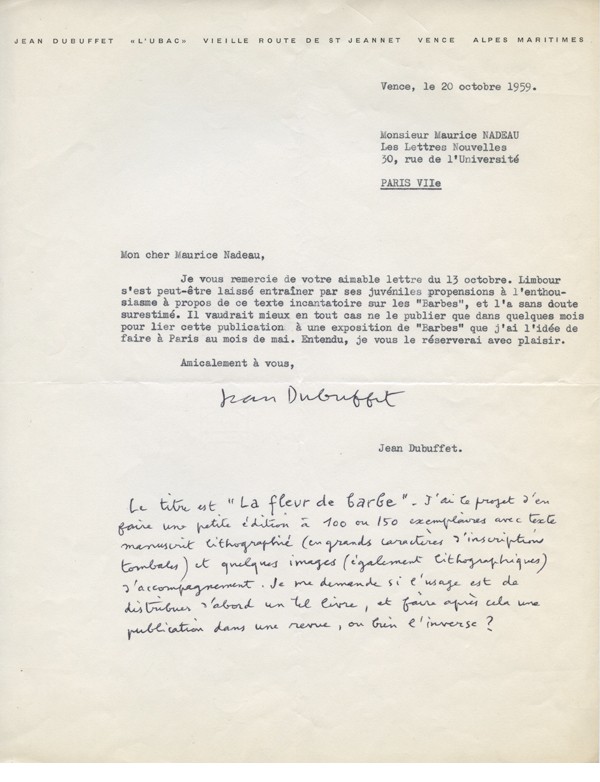 JEAN DUBUFFET «L'UBAC» VIEILLE ROUTE DE ST JEANNET VENCE ALPES MARITIMES
Vence, le 20 octobre 1959.
Monsieur Maurice NADEAU
Les Lettres Nouvelles
30, rue de l'Université
PARIS VIIe
Mon cher Maurice Nadeau,
Je vous remercie de votre aimable lettre du 13 octobre. Limbour
s'est peut-être laissé entraîner par ses juvéniles propensions à l'enthou-
siasme à propos de ce texte incantatoire sur les "Barbes", et l'a sans doute
surestimé. Il vaudrait mieux en tout cas ne le publier que dans quelques mois
pour lier cette publication à une exposition de "Barbes" que j'ai l'idée de
faire à Paris au mois de mai. Entendu, je vous le réserverai avec plaisir.
Amicalement à vous,
Jean Dubuffet
Jean Dubuffet.
Le titre est "La fleur de barbe". J'ai le projet d'en
faire une petite édition à 100 ou 150 exemplaires avec texte
manuscrit lithographié (en grands caractères d'inscriptions
tombales) et quelques images (également lithographiques)
d'accompagnement. Je me demande si l'usage est de
distribuer d'abord un tel livre, et faire après cela une
publication dans une revue, ou bien l'inverse ?